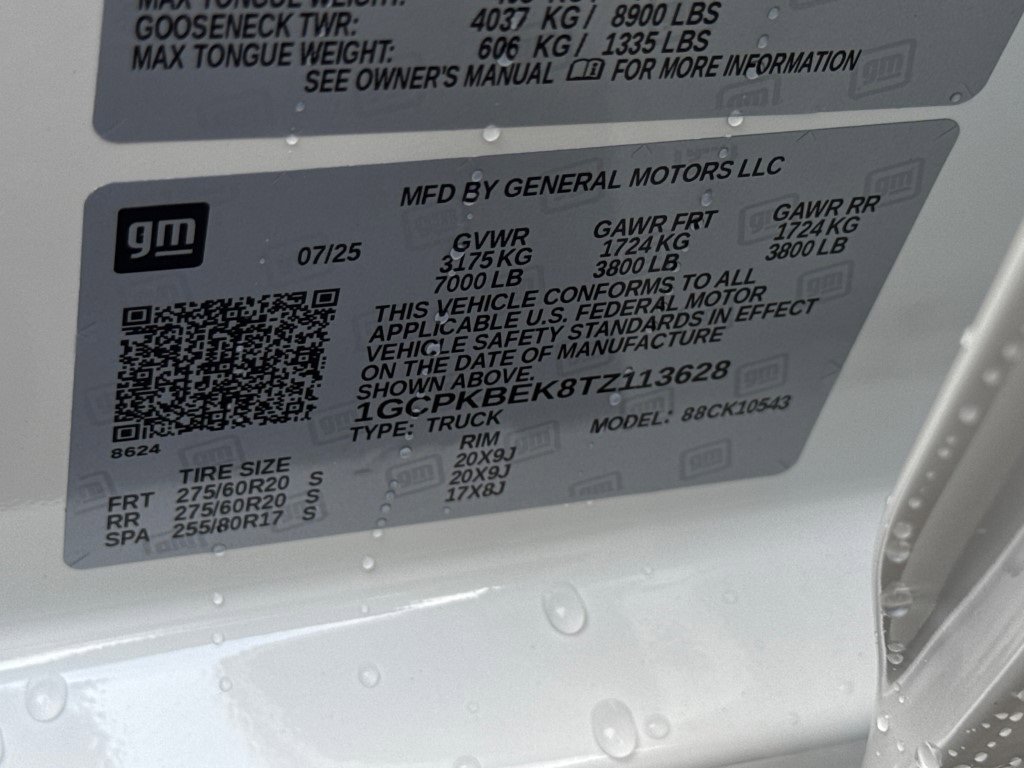 MAX TONGUE WEIGHT:
GOOSENECK TWR: 4037 KG / 8900 LBS
MAX TONGUE WEIGHT: 606 KG / 1335 LBS
SEE OWNER'S MANUAL FOR MORE INFORMATION
MFD BY GENERAL MOTORS LLC
gm
07/25
GVWR GAWR FRT GAWR RR
3175 KG 1724 KG 1724 KG
7000 LB 3800 LB 3800 LB
THIS VEHICLE CONFORMS TO ALL
APPLICABLE U.S. FEDERAL MOTOR
VEHICLE SAFETY STANDARDS IN EFFECT
ON THE DATE OF MANUFACTURE
SHOWN ABOVE.
1GCPKBEK8TZ113628
TYPE: TRUCK MODEL: 88CK10543
8624
TIRE SIZE RIM
FRT 275/60R20 S 20X9J
RR 275/60R20 S 20X9J
SPA 255/80R17 S 17X8J